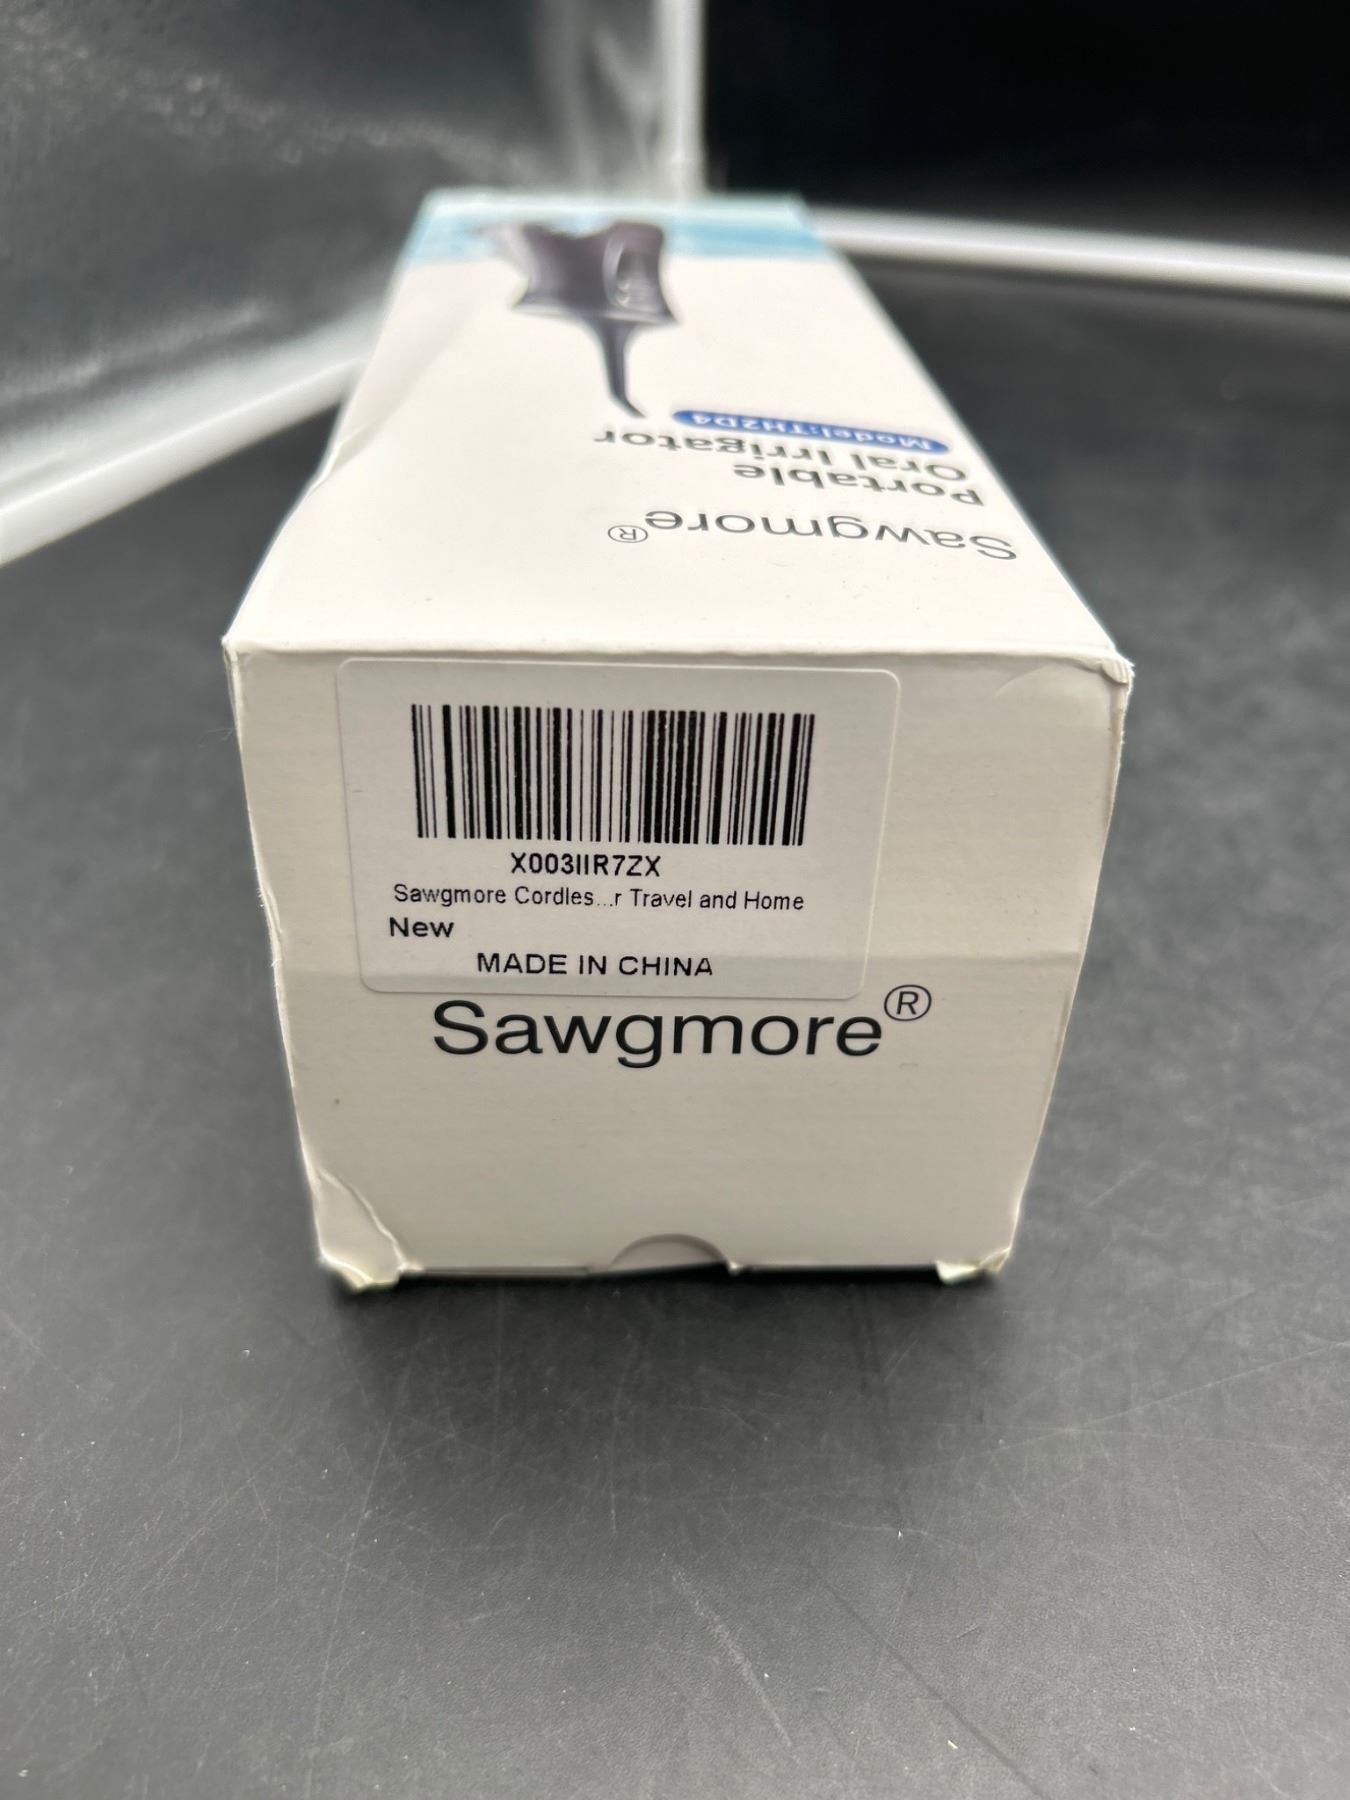 Sawgmore®
Portable
Oral Irrigator
Model:TH2D4
X003IIR7ZX
Sawgmore Cordles...r Travel and Home
New
MADE IN CHINA
Sawgmore®